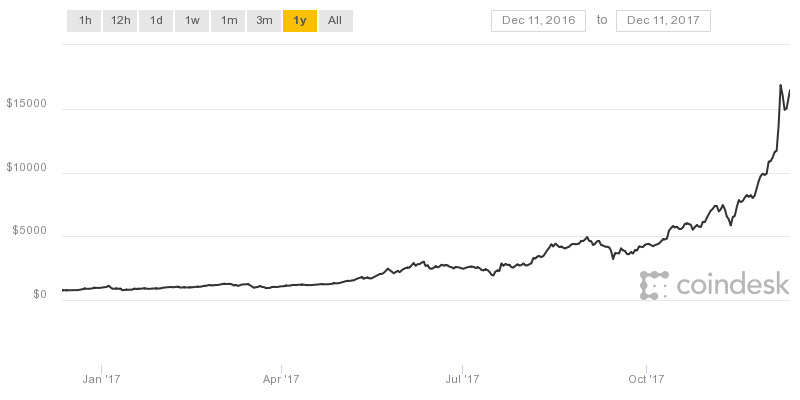 1h 12h 1d 1w 1m 3m 1y All Dec 11, 2016 to Dec 11, 2017
$15000
$10000
$5000
$0
coindesk
Jan '17 Apr '17 Jul '17 Oct '17